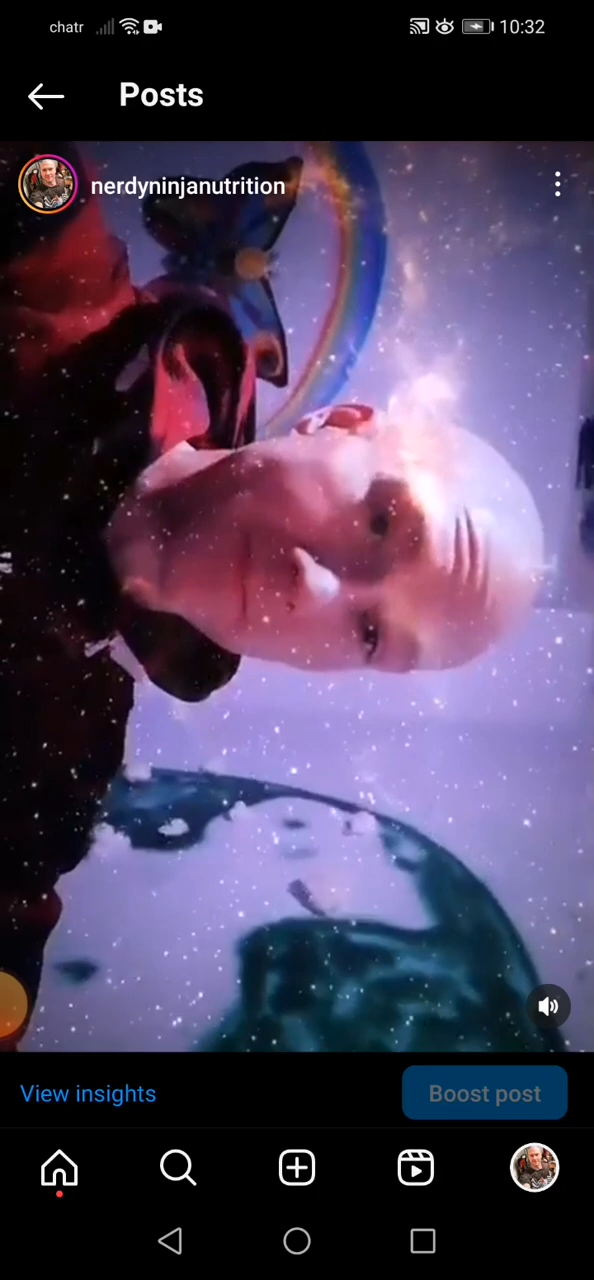 chatr 10:32
Posts
nerdyninjanutrition
View insights
Boost post